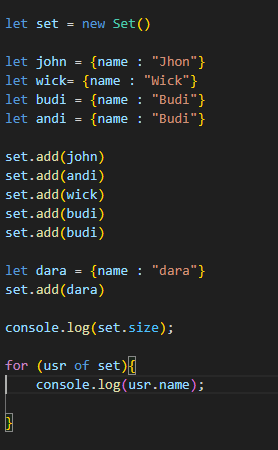 let set = new Set()
let john = {name : "Jhon"}
let wick= {name : "Wick"}
let budi = {name : "Budi"}
let andi = {name : "Budi"}
set.add(john)
set.add(andi)
set.add(wick)
set.add(budi)
set.add(budi)
let dara = {name : "dara"}
set.add(dara)
console.log(set.size);
for (usr of set){
    console.log(usr.name);
}